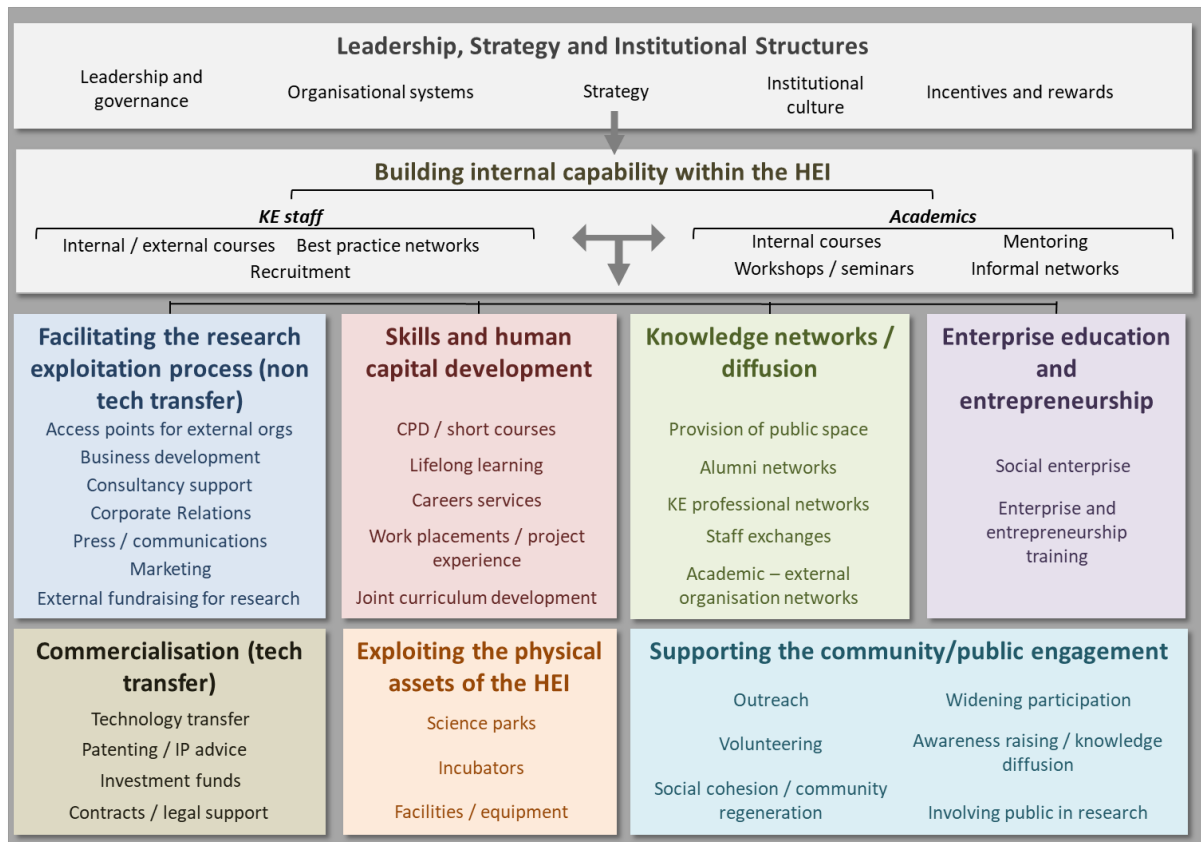 Leadership, Strategy and Institutional Structures
Leadership and
governance
Organisational systems
Strategy
Institutional
culture
Incentives and rewards
Building internal capability within the HEI
KE staff
Internal / external courses
Best practice networks
Recruitment
Academics
Internal courses
Mentoring
Workshops / seminars
Informal networks
Facilitating the research
exploitation process (non
tech transfer)
Access points for external orgs
Business development
Consultancy support
Corporate Relations
Press / communications
Marketing
External fundraising for research
Skills and human
capital development
CPD / short courses
Lifelong learning
Careers services
Work placements / project
experience
Joint curriculum development
Knowledge networks /
diffusion
Provision of public space
Alumni networks
KE professional networks
Staff exchanges
Academic – external
organisation networks
Enterprise education
and
entrepreneurship
Social enterprise
Enterprise and
entrepreneurship
training
Commercialisation (tech
transfer)
Technology transfer
Patenting / IP advice
Investment funds
Contracts / legal support
Exploiting the physical
assets of the HEI
Science parks
Incubators
Facilities / equipment
Supporting the community/public engagement
Outreach
Volunteering
Social cohesion / community
regeneration
Widening participation
Awareness raising / knowledge
diffusion
Involving public in research